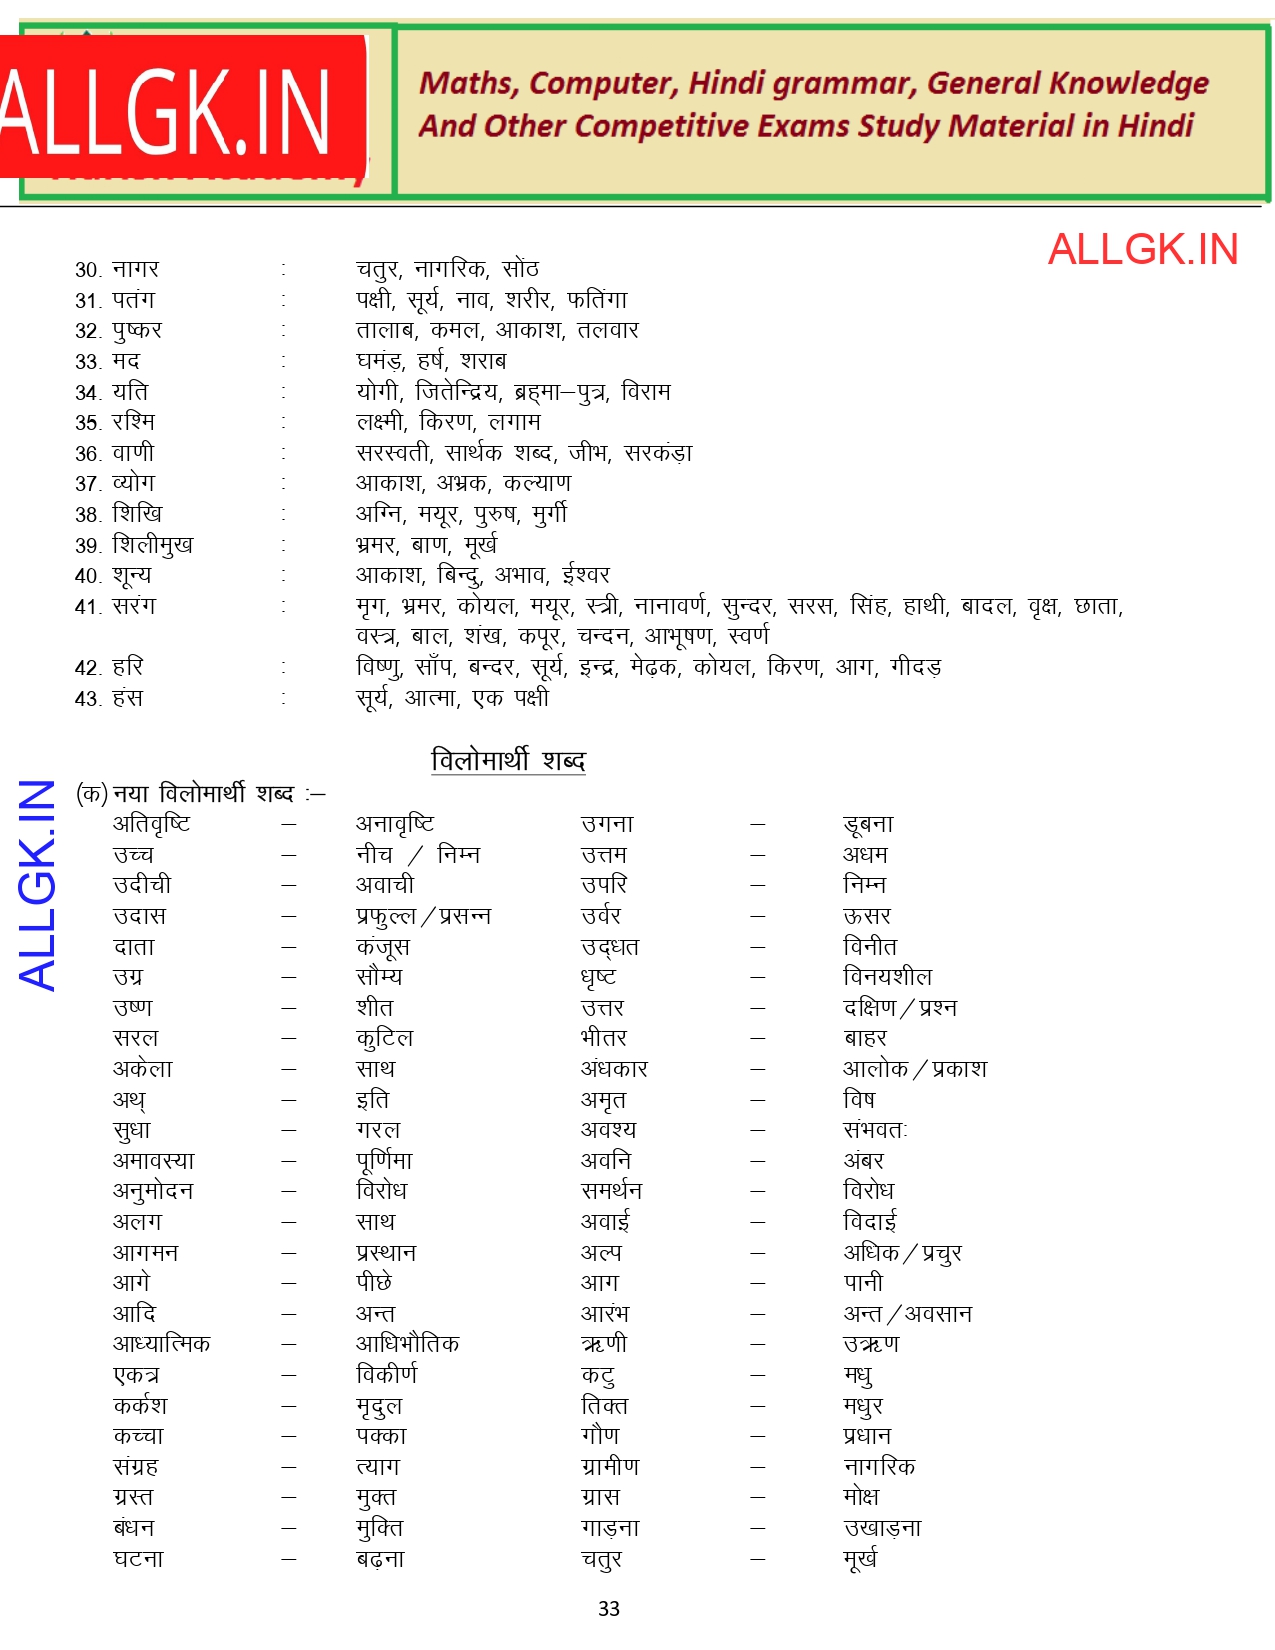 ALLGK.IN
Maths, Computer, Hindi grammar, General Knowledge
And Other Competitive Exams Study Material in Hindi
ALLGK.IN
30. नागर : चतुर, नागरिक, सोंठ
31. पतंग : पक्षी, सूर्य, नाव, शरीर, फतिंगा
32. पुष्कर : तालाब, कमल, आकाश, तलवार
33. मद : घमंड़, हर्ष, शराब
34. यति : योगी, जितेन्द्रिय, ब्रह्मा–पुत्र, विराम
35. रश्मि : लक्ष्मी, किरण, लगाम
36. वाणी : सरस्वती, सार्थक शब्द, जीभ, सरकंड़ा
37. व्योग : आकाश, अभ्रक, कल्याण
38. शिखि : अग्नि, मयूर, पुरुष, मुर्गी
39. शिलीमुख : भ्रमर, बाण, मूर्ख
40. शून्य : आकाश, बिन्दु, अभाव, ईश्वर
41. सरंग : मृग, भ्रमर, कोयल, मयूर, स्त्री, नानावर्ण, सुन्दर, सरस, सिंह, हाथी, बादल, वृक्ष, छाता,
वस्त्र, बाल, शंख, कपूर, चन्दन, आभूषण, स्वर्ण
42. हरि : विष्णु, साँप, बन्दर, सूर्य, इन्द्र, मेढ़क, कोयल, किरण, आग, गीदड़
43. हंस : सूर्य, आत्मा, एक पक्षी
विलोमार्थी शब्द
(क) नया विलोमार्थी शब्द :–
अतिवृष्टि – अनावृष्टि उगना – डूबना
उच्च – नीच / निम्न उत्तम – अधम
उदीची – अवाची उपरि – निम्न
उदास – प्रफुल्ल/प्रसन्न उर्वर – ऊसर
दाता – कंजूस उद्धत – विनीत
उग्र – सौम्य धृष्ट – विनयशील
उष्ण – शीत उत्तर – दक्षिण/प्रश्न
सरल – कुटिल भीतर – बाहर
अकेला – साथ अंधकार – आलोक/प्रकाश
अथ् – इति अमृत – विष
सुधा – गरल अवश्य – संभवतः
अमावस्या – पूर्णिमा अवनि – अंबर
अनुमोदन – विरोध समर्थन – विरोध
अलग – साथ अवाई – विदाई
आगमन – प्रस्थान अल्प – अधिक/प्रचुर
आगे – पीछे आग – पानी
आदि – अन्त आरंभ – अन्त/अवसान
आध्यात्मिक – आधिभौतिक ऋणी – उऋण
एकत्र – विकीर्ण कटु – मधु
कर्कश – मृदुल तिक्त – मधुर
कच्चा – पक्का गौण – प्रधान
संग्रह – त्याग ग्रामीण – नागरिक
ग्रस्त – मुक्त ग्रास – मोक्ष
बंधन – मुक्ति गाड़ना – उखाड़ना
घटना – बढ़ना चतुर – मूर्ख
ALLGK.IN
33